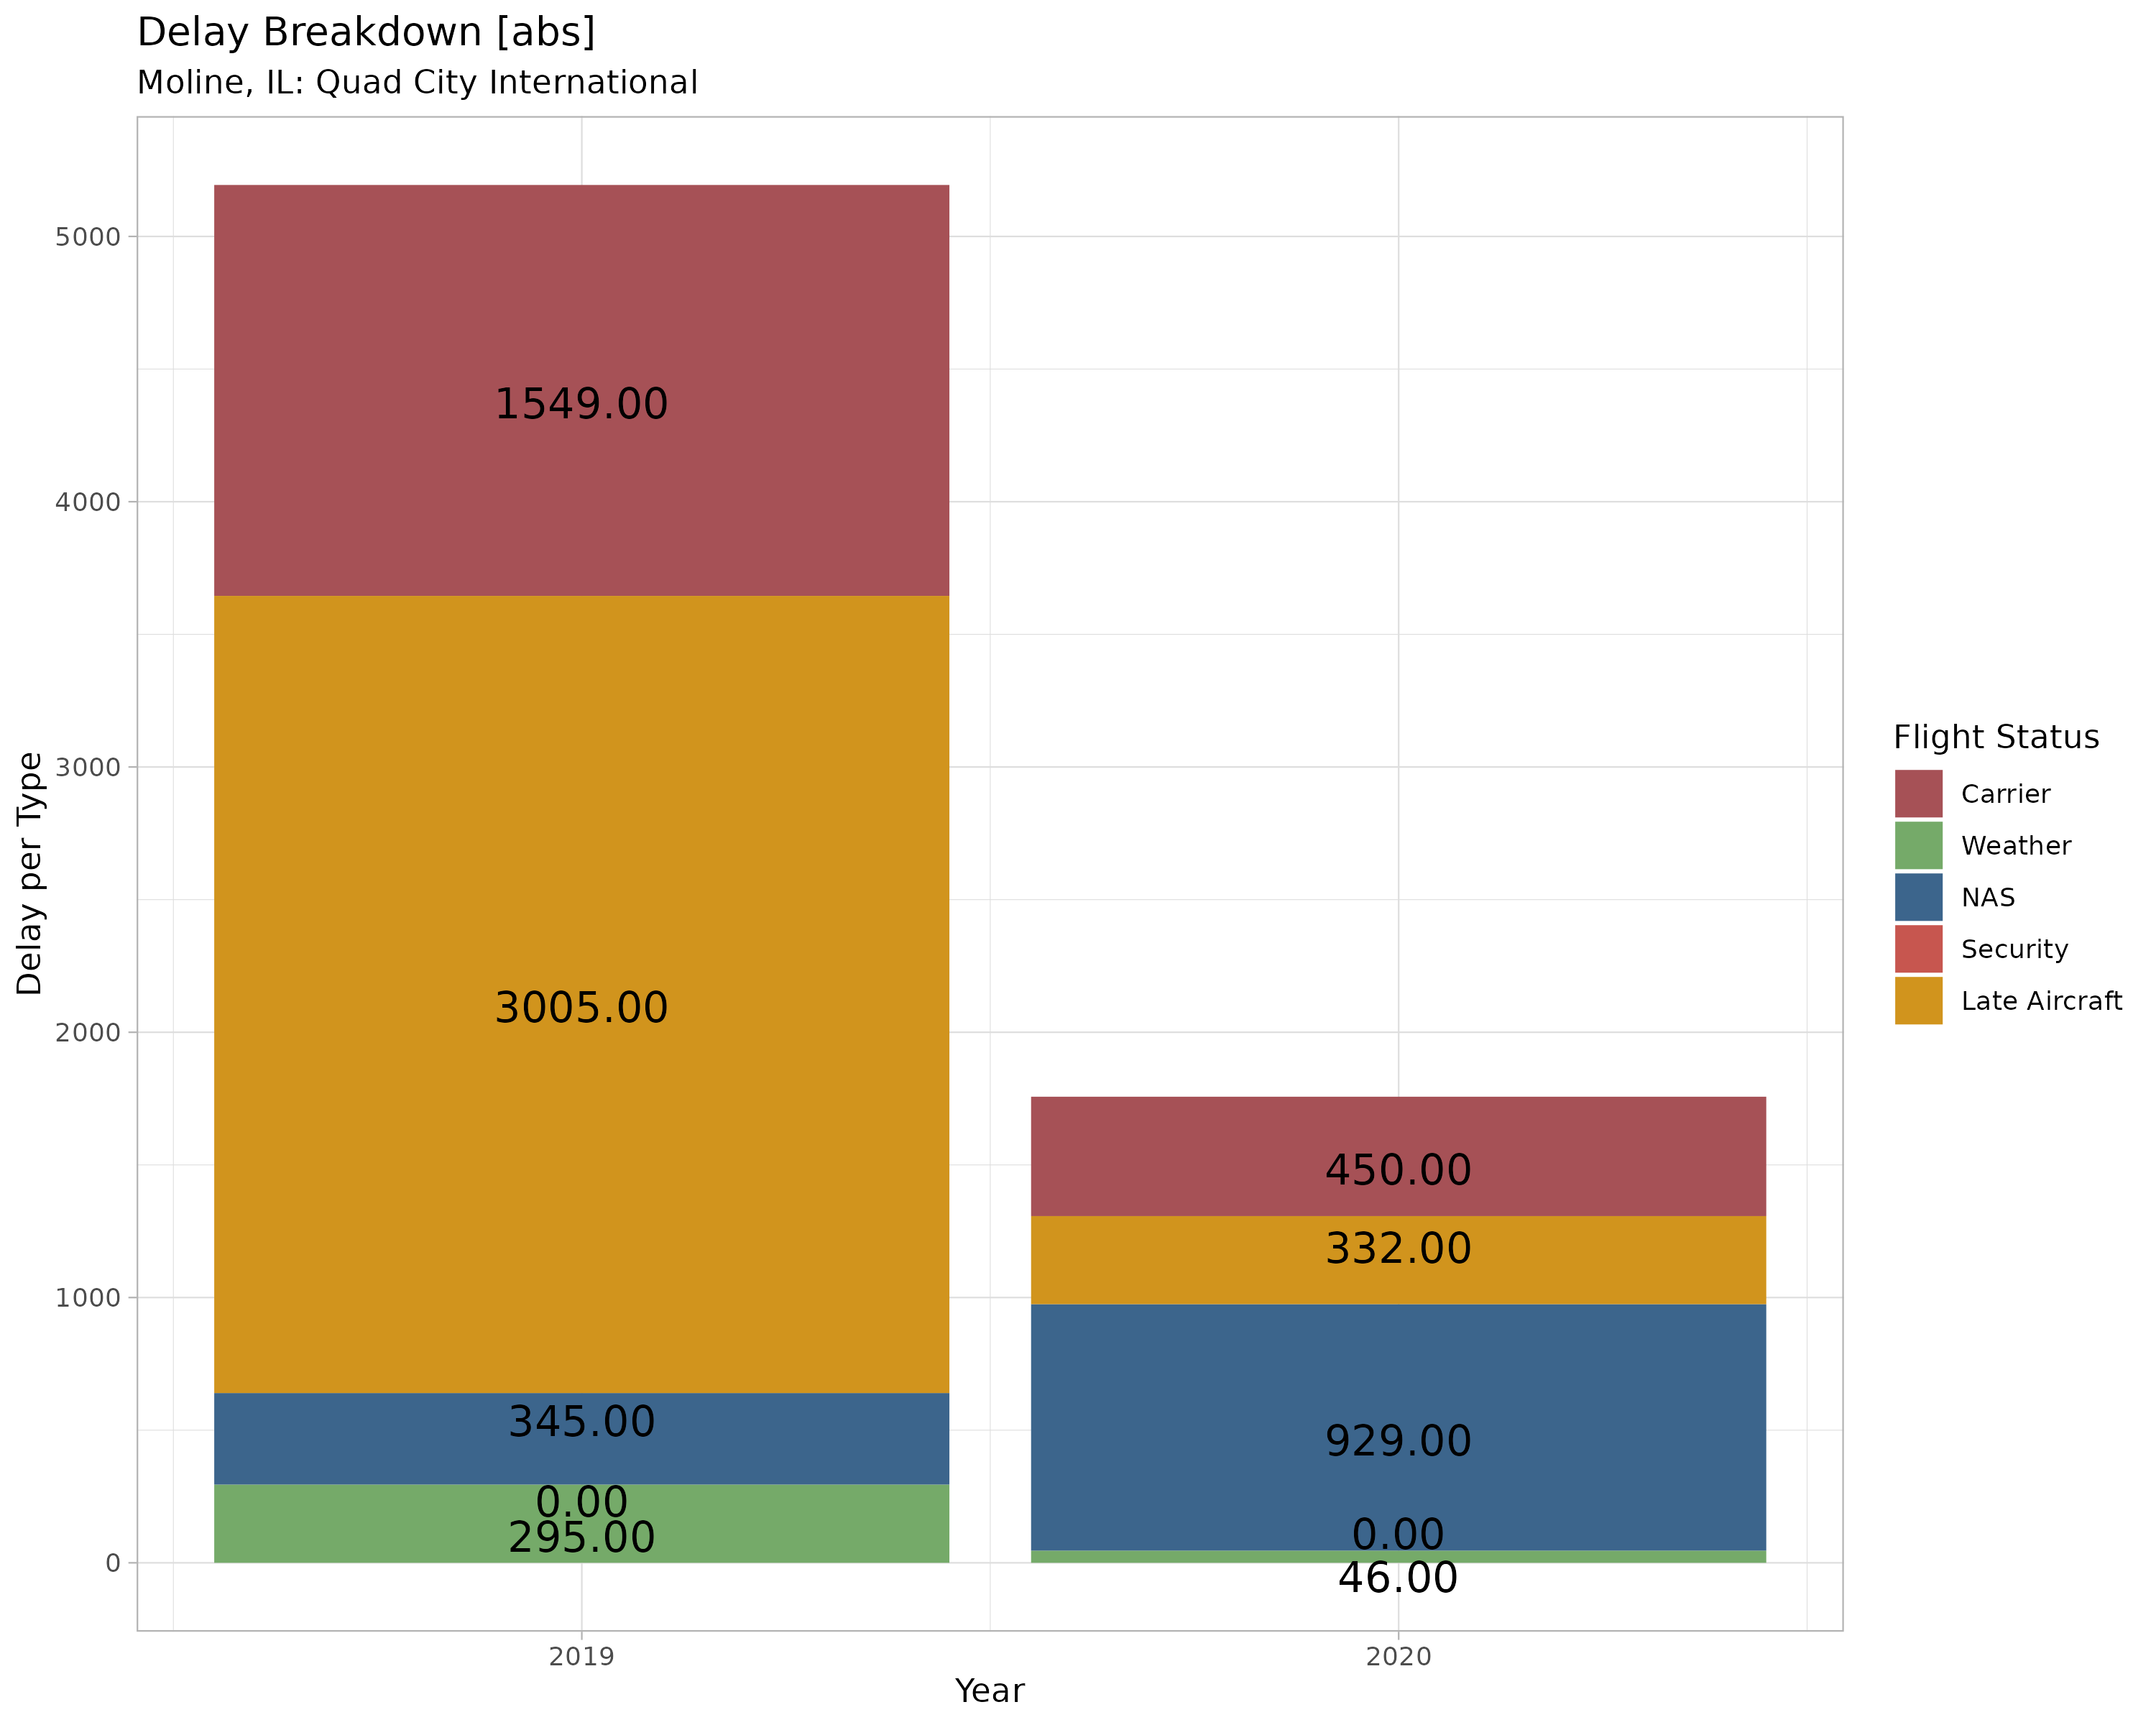 Delay Breakdown [abs]
Moline, IL: Quad City International
Delay per Type
5000
4000
3000
2000
1000
0
1549.00
3005.00
345.00
0.00
295.00
450.00
332.00
929.00
0.00
46.00
2019
2020
Year
Flight Status
Carrier
Weather
NAS
Security
Late Aircraft